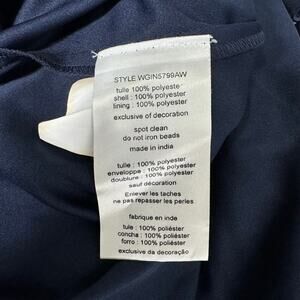 STYLE WGIN5799AW
tulle 100% polyester
shell : 100% polyester
lining : 100% polyester
exclusive of decoration
spot clean
do not iron beads
made in india
tulle : 100% polyester
enveloppe : 100% polyester
doublure : 100% polyester
sauf décoration
Enlever les taches
ne pas repasser les perles
fabrique en inde
tule : 100% poliéster
concha : 100% poliéster
forro : 100% poliéster
exclusiva da decoração